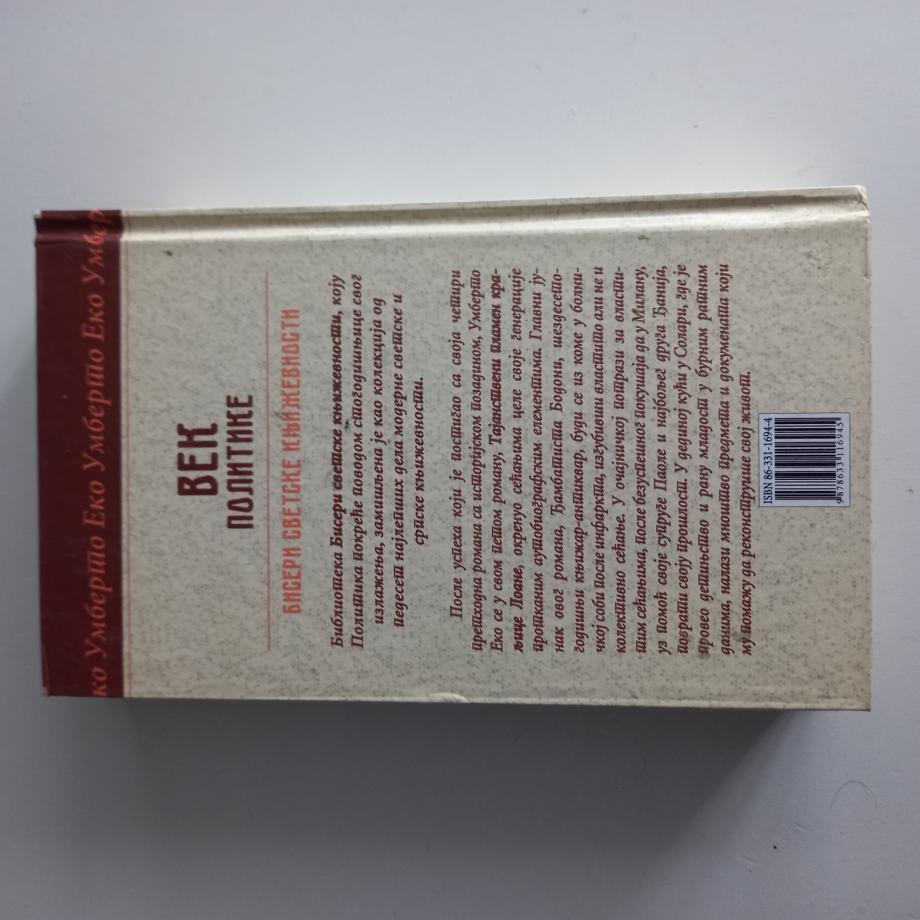 ко Умберто Еко Умберто Еко Умбер
ВЕК
ПОЛИТИКЕ
БИСЕРИ СВЕТСКЕ КЊИЖЕВНОСТИ
Библиотека Бисери светске књижевности, коју
Политика покреће поводом стогодишњице свог
излажења, замишљена је као колекција од
педесет најлепших дела модерне светске и
српске књижевности.
После успеха који је постигао са своја четири
претходна романа са историјском позадином, Умберто
Еко се у свом петом роману, Тајанствени пламен кра-
љице Лоане, окренуо сећањима целе своје генерације
протканим аутобиографским елементима. Главни ју-
нак овог романа, Ђамбатиста Бодони, шездесето-
годишњи књижар-антиквар, буди се из коме у болни-
чкој соби после инфаркта, изгубивши властито али не и
колективно сећање. У очајничкој потрази за власти-
тим сећањима, после безуспешног покушаја да у Милану,
уз помоћ своје супруге Паоле и најбољег друга Ђанија,
поврати своју прошлост. У дединој кући у Солари, где је
провео детињство и рану младост у бурним ратним
данима, налази мноштво предмета и докумената који
му помажу да реконструише свој живот.
ISBN 86-331-1694-4
9788633116945